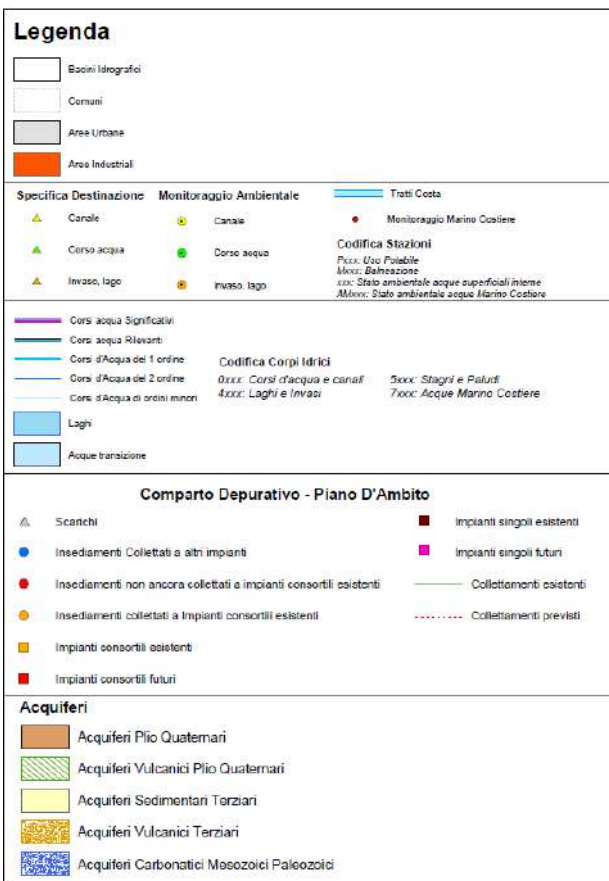 Legenda
Bacini Idrografici
Comuni
Aree Urbane
Aree Industriali
Specifica Destinazione
Canale
Corso acqua
Invaso, lago
Monitoraggio Ambientale
Canale
Corso acqua
Invaso, lago
Tratti Costa
Monitoraggio Marino Costiere
Codifica Stazioni
Pxxx: Uso Potabile
Mxxx: Balneazione
xxx: Stato ambientale acque superficiali interne
AMxxx: Stato ambientale acque Marino Costiere
Corsi acqua Significativi
Corsi acqua Rilevanti
Corsi d'Acqua del 1 ordine
Corsi d'Acqua del 2 ordine
Corsi d'Acqua di ordini minori
Laghi
Acque transizione
Codifica Corpi Idrici
0xxx: Corsi d'acqua e canali
4xxx: Laghi e Invasi
5xxx: Stagni e Paludi
7xxx: Acque Marino Costiere
Comparto Depurativo - Piano D'Ambito
Scarichi
Insediamenti Collettati a altri impianti
Insediamenti non ancora collettati a impianti consortili esistenti
Insediamenti collettati a Impianti consortili esistenti
Impianti consortili esistenti
Impianti consortili futuri
Impianti singoli esistenti
Impianti singoli futuri
Collettamenti esistenti
Collettamenti previsti
Acquiferi
Acquiferi Plio Quaternari
Acquiferi Vulcanici Plio Quaternari
Acquiferi Sedimentari Terziari
Acquiferi Vulcanici Terziari
Acquiferi Carbonatici Mesozoici Paleozoici